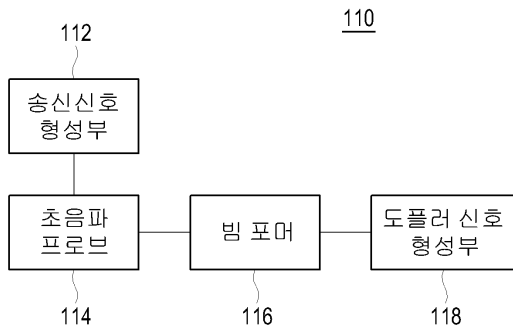 112
110
송신신호
형성부
초음파
프로브
빔 포머
도플러 신호
형성부
114
116
118